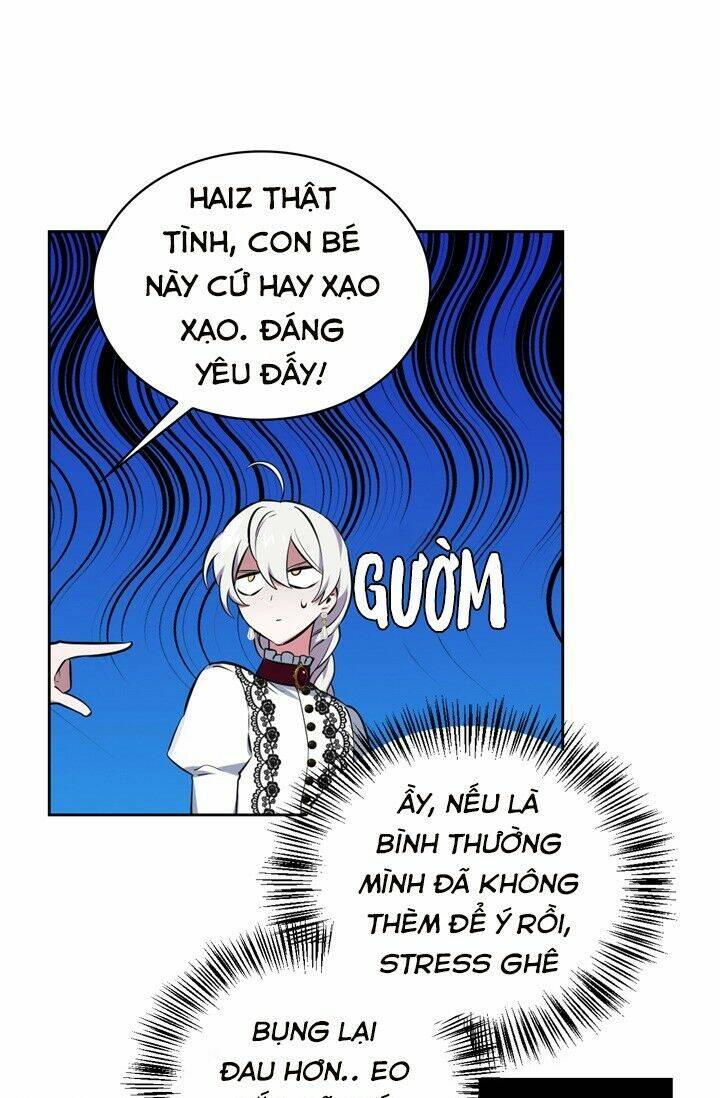 HAIZ THẬT
TÌNH, CON BÉ
NÀY CỨ HAY XẠO
XẠO. ĐÁNG
YÊU ĐẤY!
GƯỜM
ẦY, NẾU LÀ
BÌNH THƯỜNG
MÌNH ĐÃ KHÔNG
THÈM ĐỂ Ý RỒI,
STRESS GHÊ
BỤNG LẠI
ĐAU HƠN.. EO